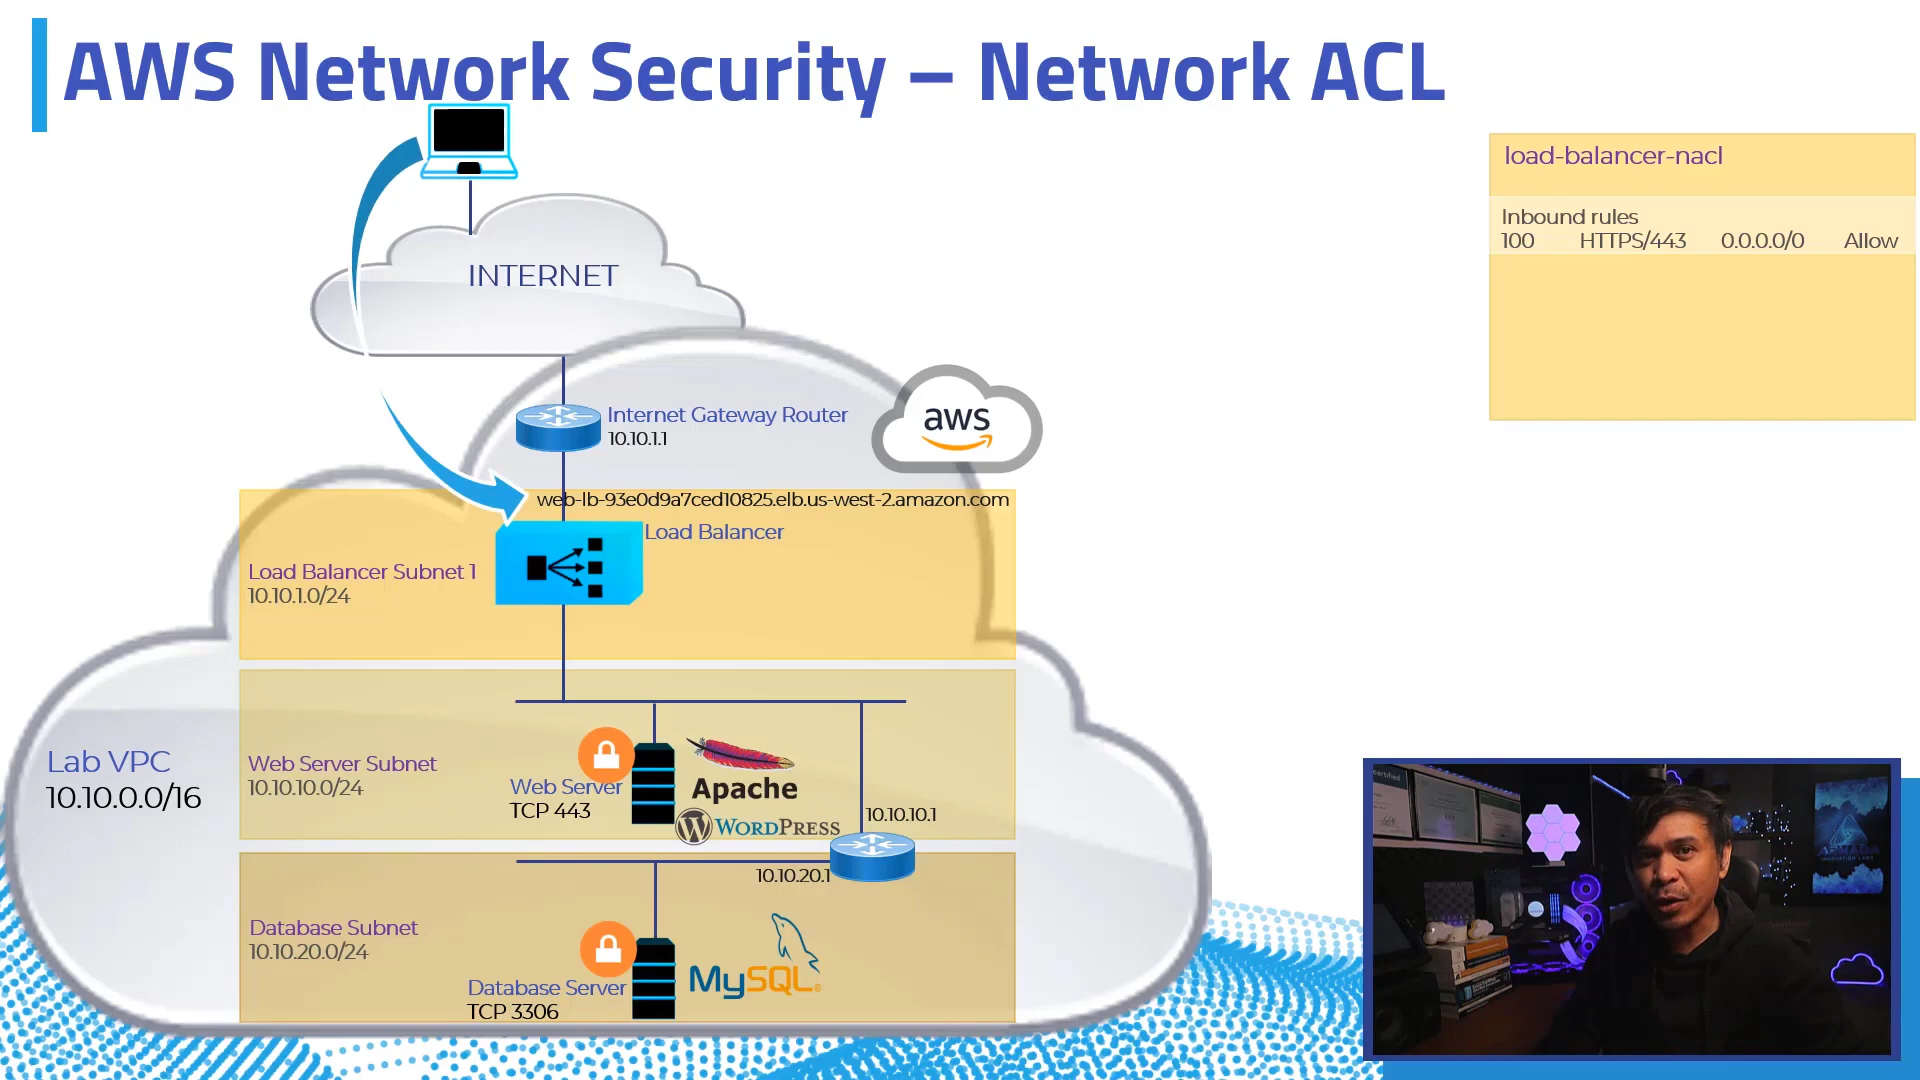 AWS Network Security – Network ACL
load-balancer-nacl
Inbound rules
100 HTTPS/443 0.0.0.0/0 Allow
INTERNET
Internet Gateway Router
10.10.1.1
aws
web-lb-93e0d9a7ced10825.elb.us-west-2.amazon.com
Load Balancer
Load Balancer Subnet 1
10.10.1.0/24
Lab VPC
10.10.0.0/16
Web Server Subnet
10.10.10.0/24
Web Server
TCP 443
Apache
WORDPRESS
10.10.10.1
10.10.20.1
Database Subnet
10.10.20.0/24
Database Server
TCP 3306
MySQL